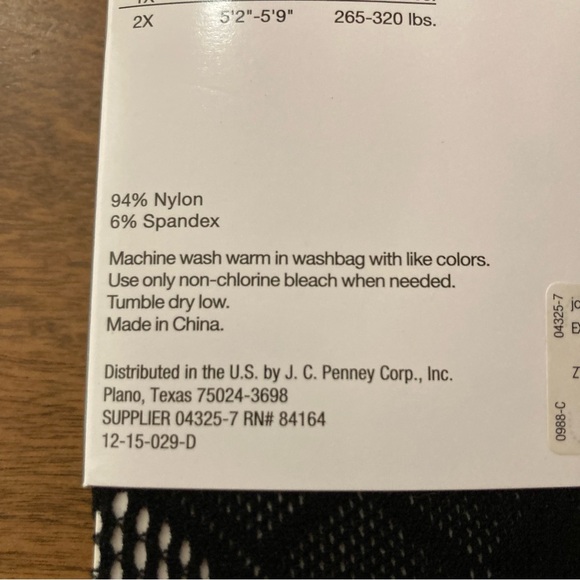 2X 5'2"-5'9" 265-320 lbs.
94% Nylon
6% Spandex
Machine wash warm in washbag with like colors.
Use only non-chlorine bleach when needed.
Tumble dry low.
Made in China.
Distributed in the U.S. by J. C. Penney Corp., Inc.
Plano, Texas 75024-3698
SUPPLIER 04325-7 RN# 84164
12-15-029-D
04325-7
0988-C